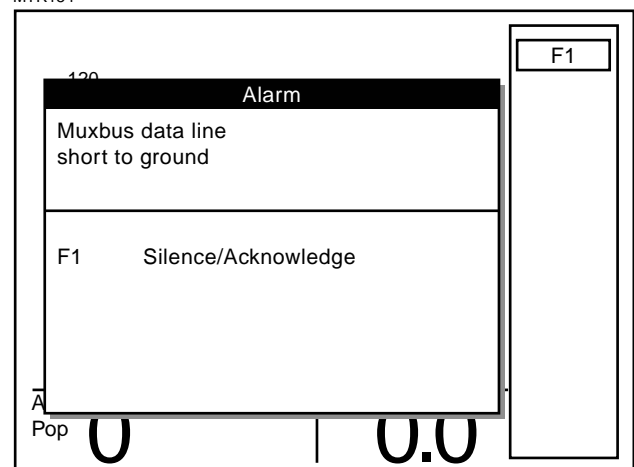 F1
Alarm
Muxbus data line
short to ground
F1 Silence/Acknowledge
Pop 0 0.0